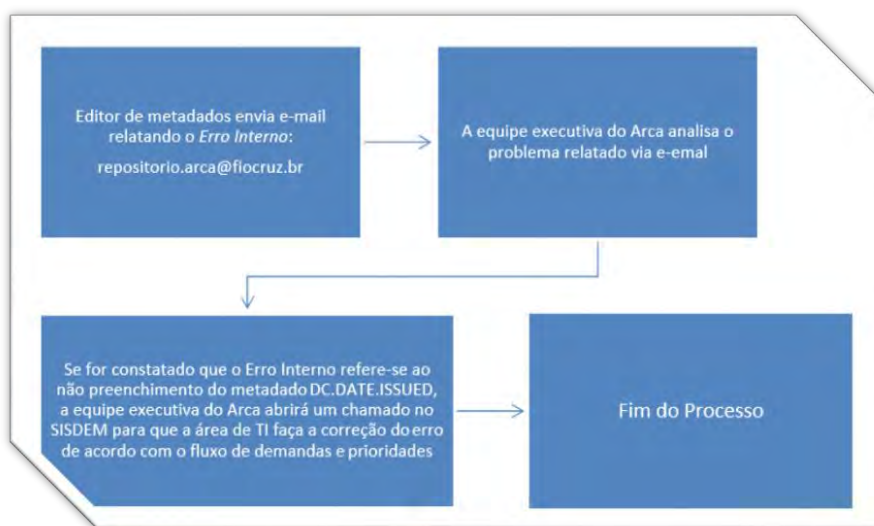 Editor de metadados envia e-mail
relatando o Erro Interno:
repositorio.arca@fiocruz.br
A equipe executiva do Arca analisa o
problema relatado via e-emal
Se for constatado que o Erro Interno refere-se ao
não preenchimento do metadado DC.DATE.ISSUED,
a equipe executiva do Arca abrirá um chamado no
SISDEM para que a área de TI faça a correção do erro
de acordo com o fluxo de demandas e prioridades
Fim do Processo